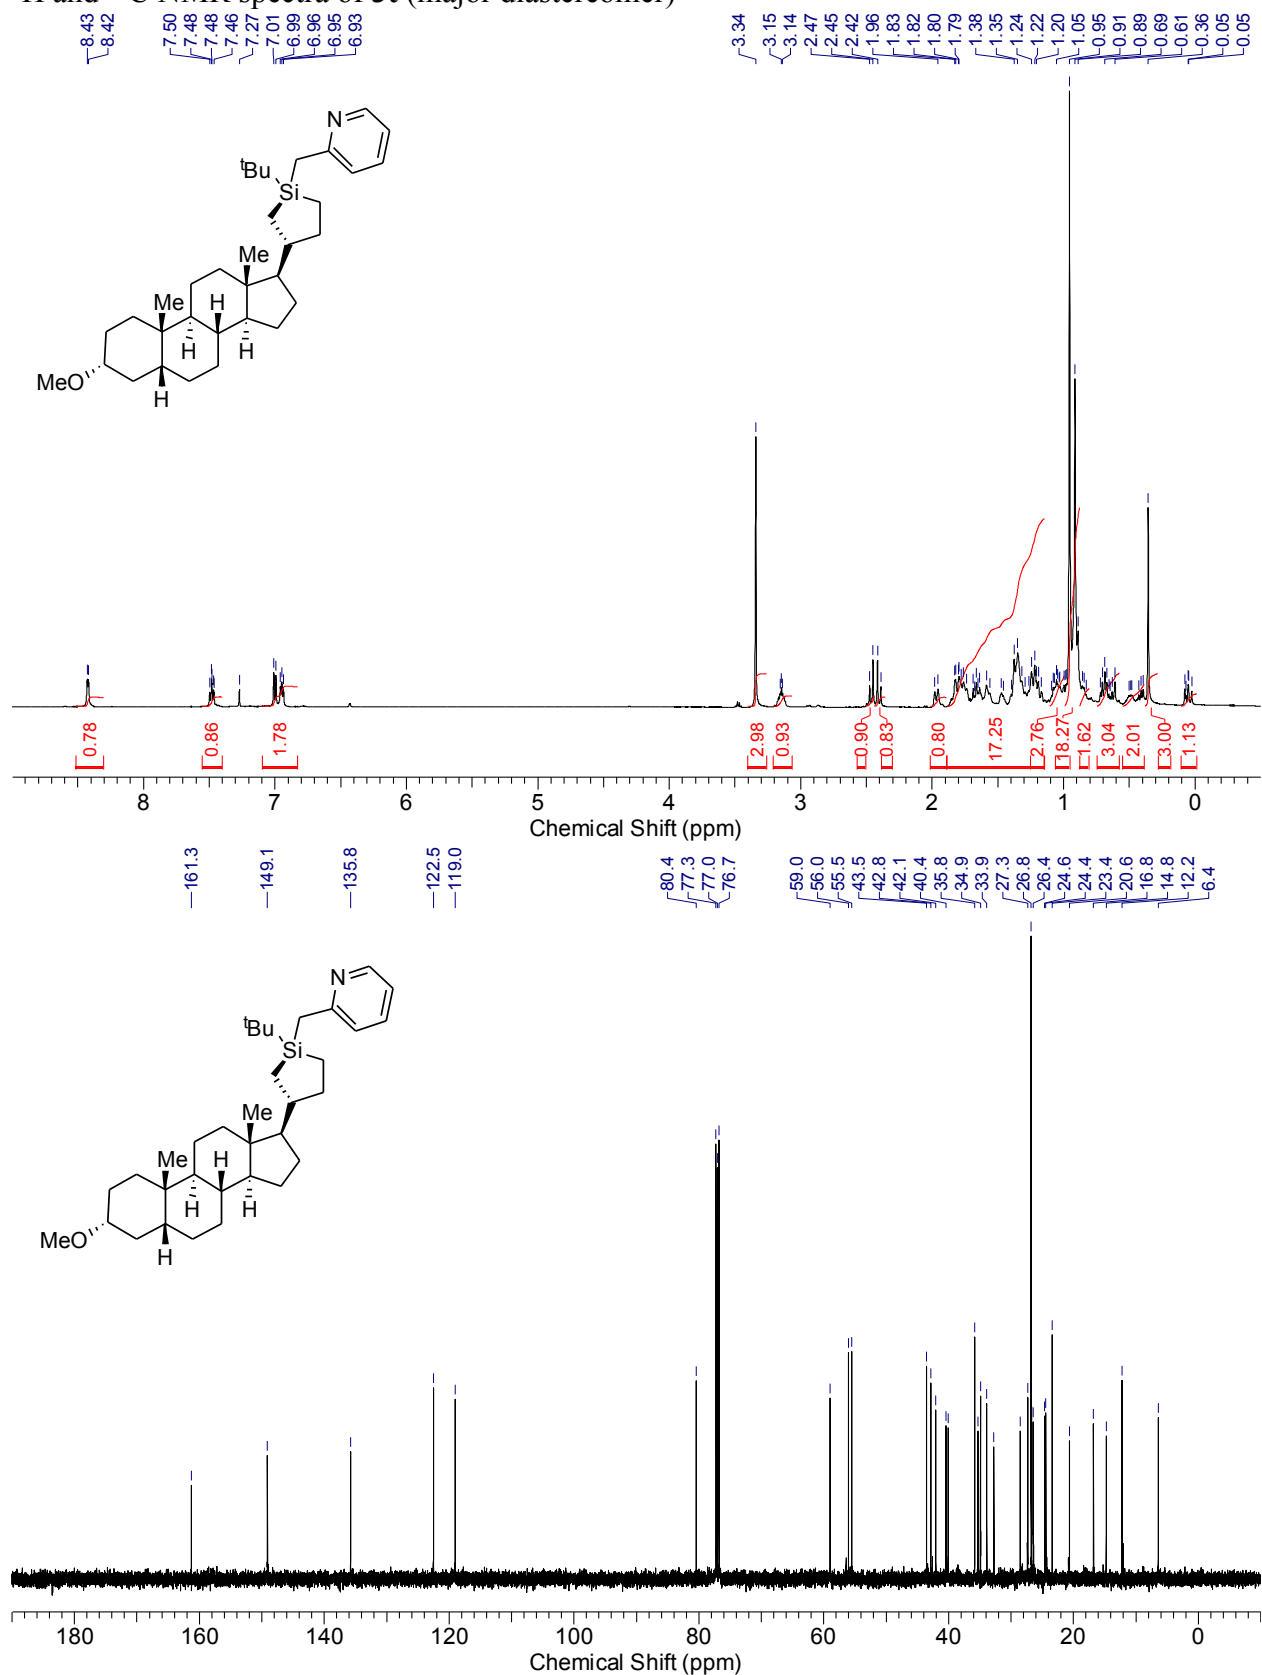 ¹H and ¹³C NMR spectra of 3t (major diastereomer)
8.43 8.42 7.50 7.48 7.48 7.46 7.27 7.01 6.99 6.96 6.95 6.93 3.34 3.15 3.14 2.47 2.45 2.42 1.96 1.83 1.82 1.80 1.79 1.38 1.35 1.24 1.22 1.20 1.05 0.95 0.91 0.89 0.69 0.61 0.36 0.05 0.05
N
tBu
Si
Me
Me H
H H
MeO
H
0.78 0.86 1.78 2.98 0.93 0.90 0.83 0.80 17.25 2.76 18.27 1.62 3.04 2.01 3.00 1.13
8 7 6 5 4 3 2 1 0
Chemical Shift (ppm)
161.3 149.1 135.8 122.5 119.0 80.4 77.3 77.0 76.7 59.0 56.0 55.5 43.5 42.8 42.1 40.4 35.8 34.9 33.9 27.3 26.8 26.4 24.6 24.4 23.4 20.6 16.8 14.8 12.2 6.4
N
tBu
Si
Me
Me H
H H
MeO
H
180 160 140 120 100 80 60 40 20 0
Chemical Shift (ppm)